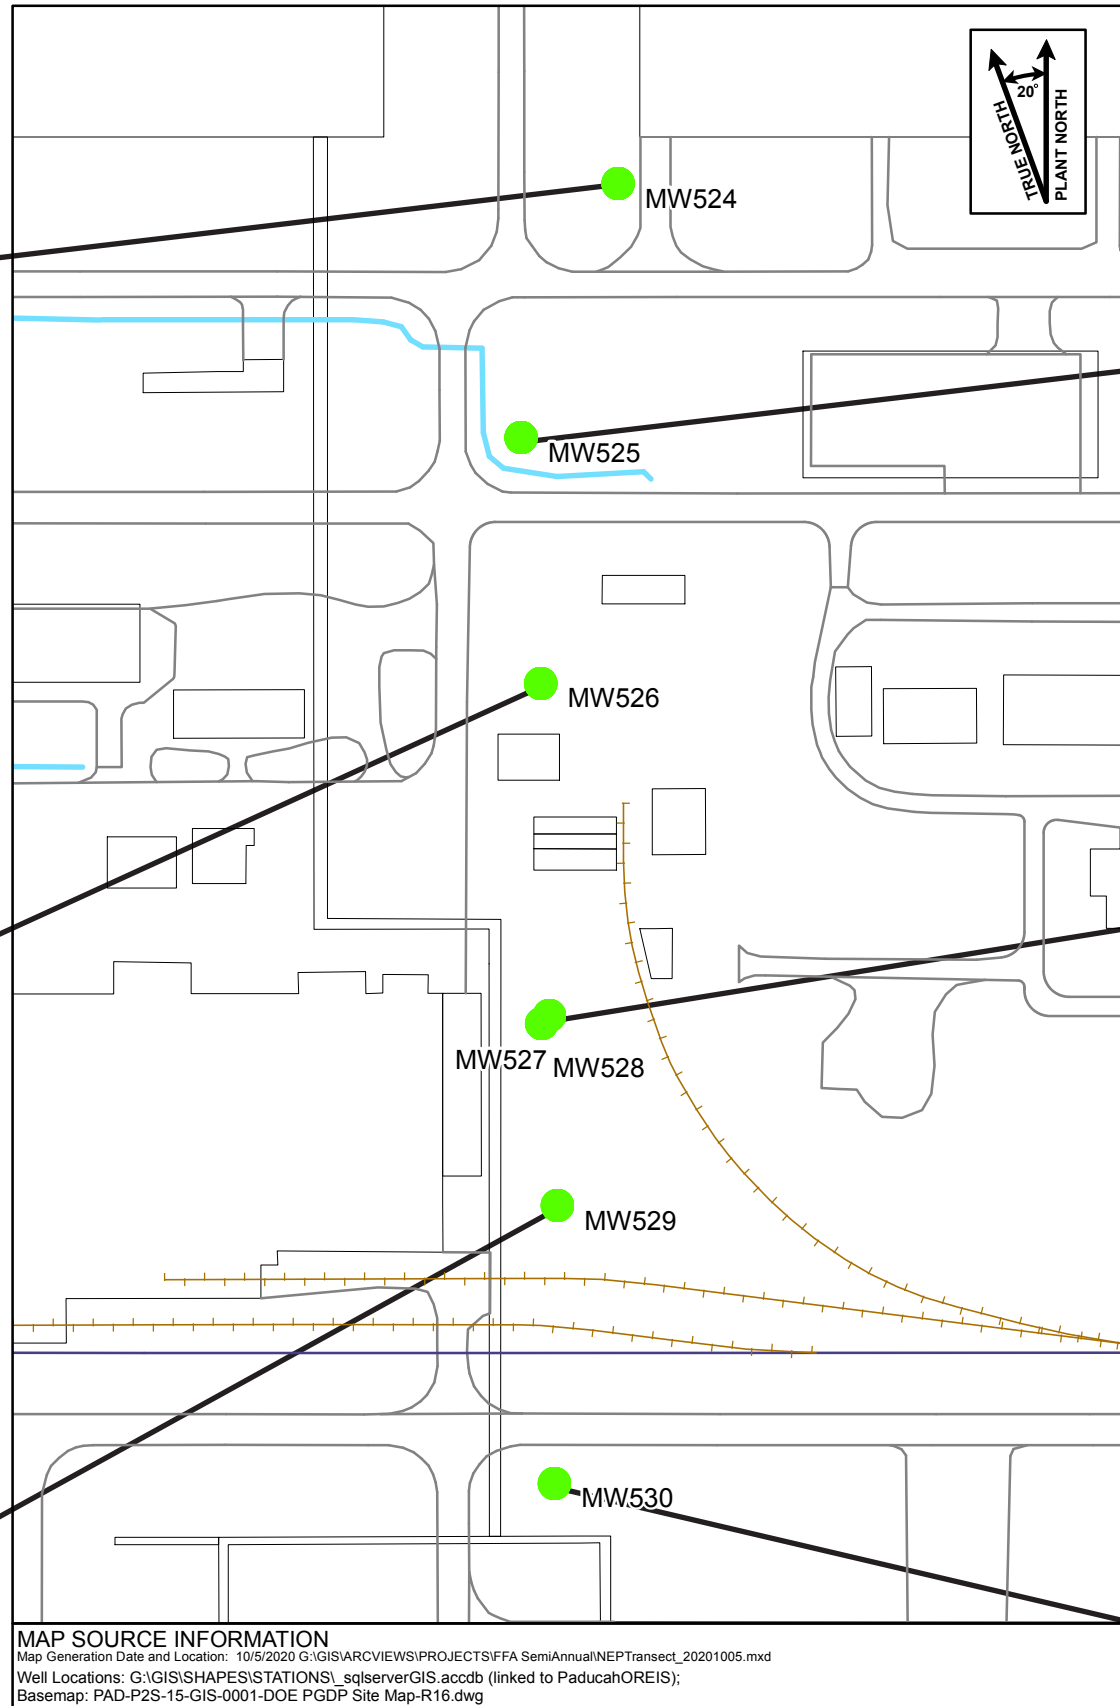 20°
TRUE NORTH
PLANT NORTH
MW524
MW525
MW526
MW527
MW528
MW529
MW530
MAP SOURCE INFORMATION
Map Generation Date and Location: 10/5/2020 G:\GIS\ARCVIEWS\PROJECTS\FFA SemiAnnual\NEPTransect_20201005.mxd
Well Locations: G:\GIS\SHAPES\STATIONS\_sqlserverGIS.accdb (linked to PaducahOREIS);
Basemap: PAD-P2S-15-GIS-0001-DOE PGDP Site Map-R16.dwg